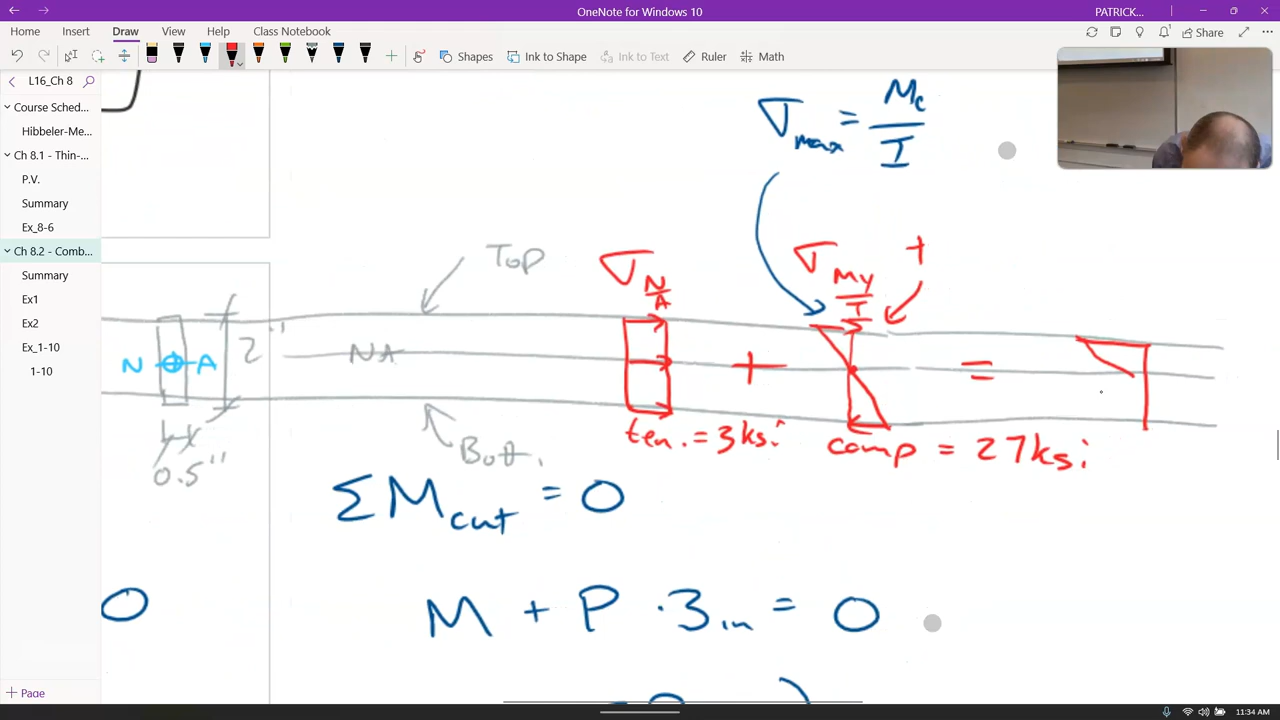 OneNote for Windows 10
PATRICK...
Home Insert Draw View Help Class Notebook
Share
Shapes Ink to Shape Ink to Text Ruler Math
L16_Ch 8
Course Sched...
Hibbeler-Me...
Ch 8.1 - Thin-...
P.V.
Summary
Ex_8-6
Ch 8.2 - Comb...
Summary
Ex1
Ex2
Ex_1-10
1-10
Page
σmax = Mc/I
Top
σ N/A
σ My/I
+
N A
2"
NA
+
=
ten. = 3ksi
comp = 27ksi
Bott.
0.5"
ΣMcut = 0
0
M + P · 3in = 0
11:34 AM